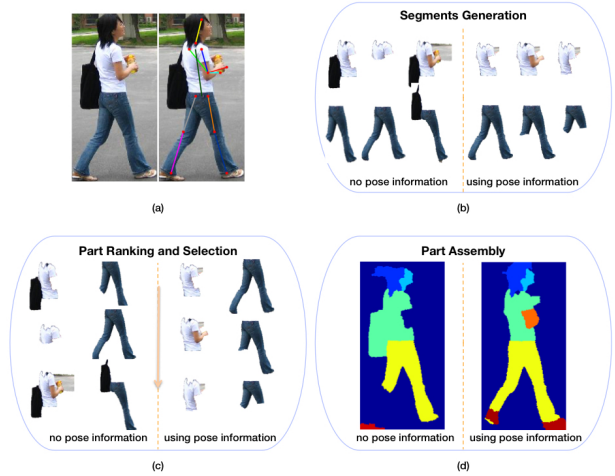 (a)
Segments Generation
no pose information
using pose information
(b)
Part Ranking and Selection
no pose information
using pose information
(c)
Part Assembly
no pose information
using pose information
(d)